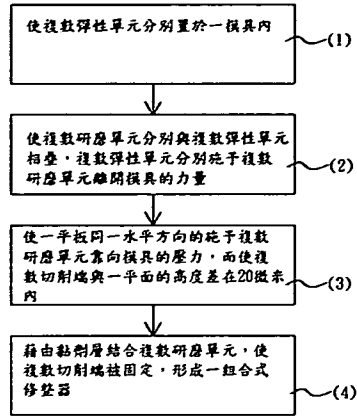 使複數彈性單元分別置於一模具內
(1)
使複數研磨單元分別與複數彈性單元
相疊，複數彈性單元分別施予複數
研磨單元離開模具的力量
(2)
使一平板同一水平方向的施予複數
研磨單元靠向模具的壓力，而使複
數切削端與一平面的高度差在20微米
內
(3)
藉由黏劑層結合複數研磨單元，使
複數切削端被固定，形成一組合式
修整器
(4)